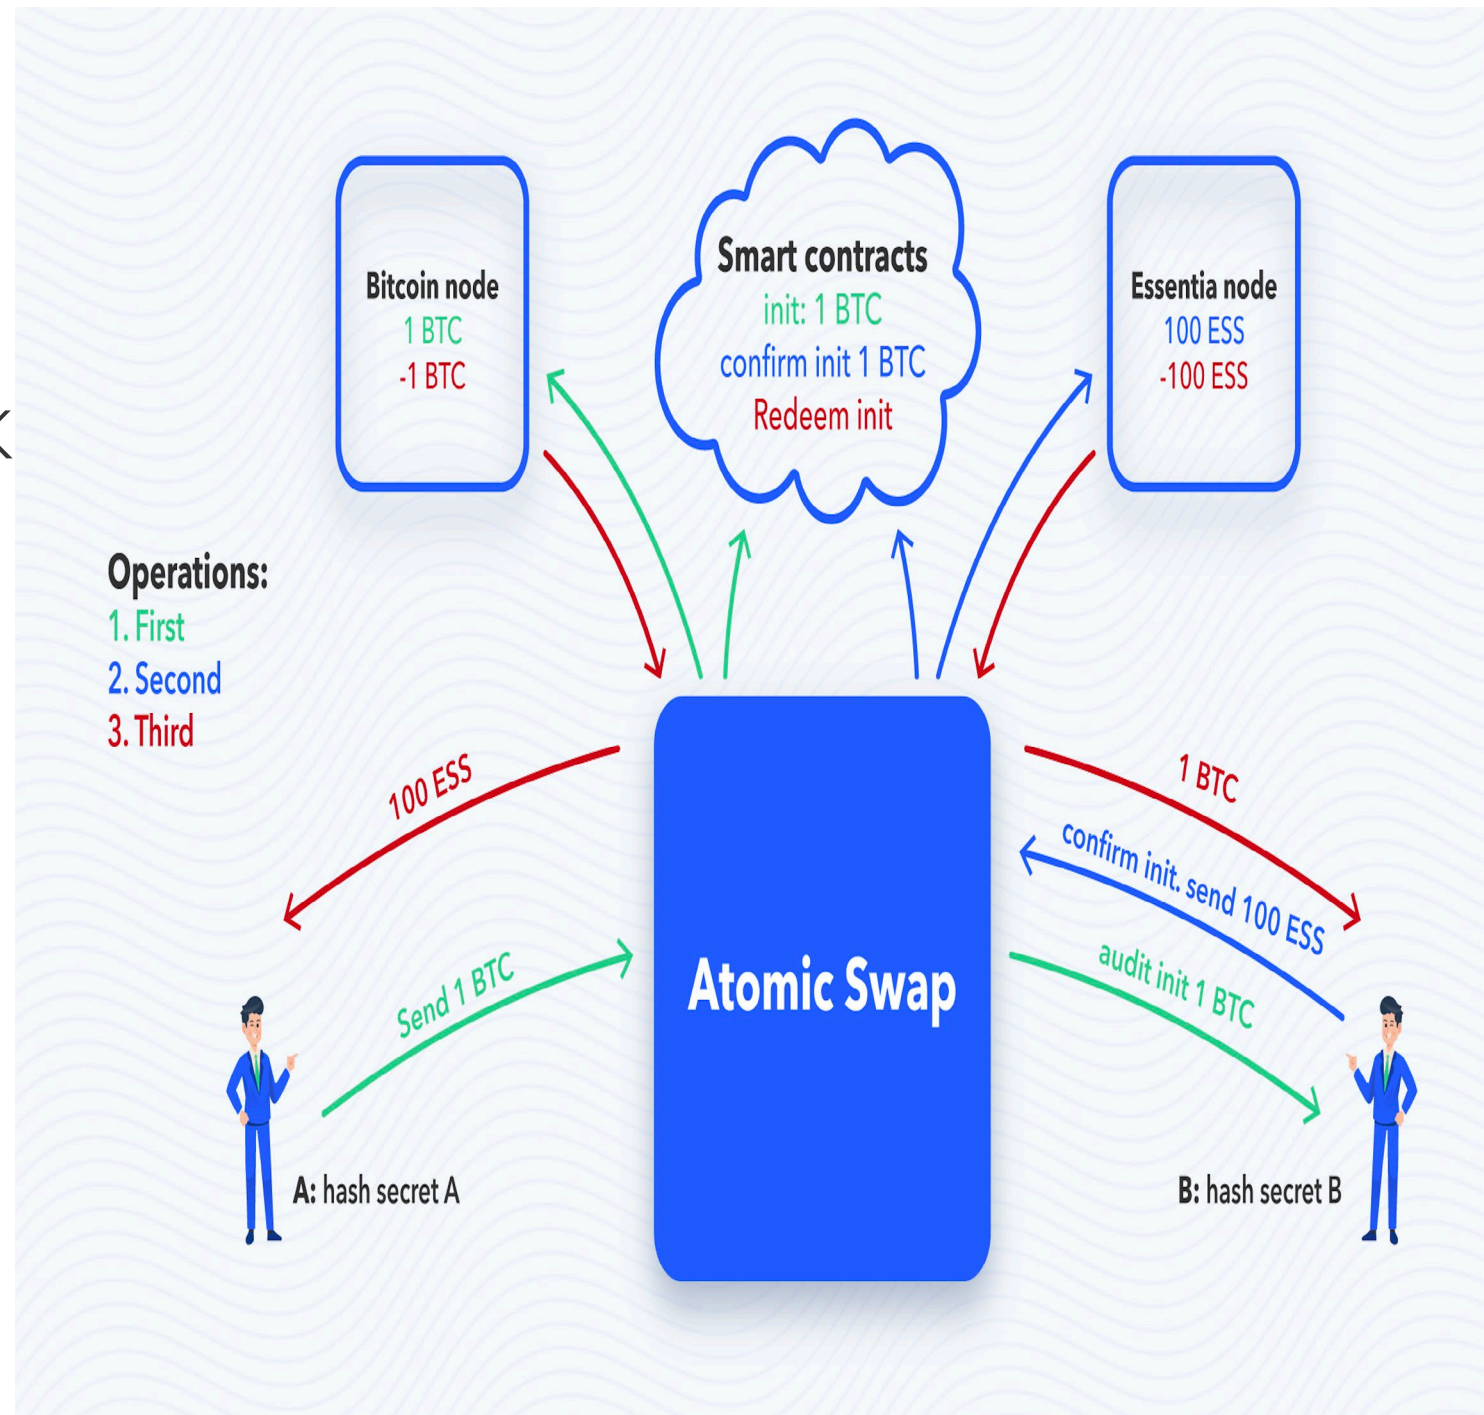 Bitcoin node
1 BTC
-1 BTC
Smart contracts
init: 1 BTC
confirm init 1 BTC
Redeem init
Essentia node
100 ESS
-100 ESS
K
Operations:
1. First
2. Second
3. Third
100 ESS
1 BTC
confirm init. send 100 ESS
Send 1 BTC
audit init 1 BTC
Atomic Swap
A: hash secret A
B: hash secret B